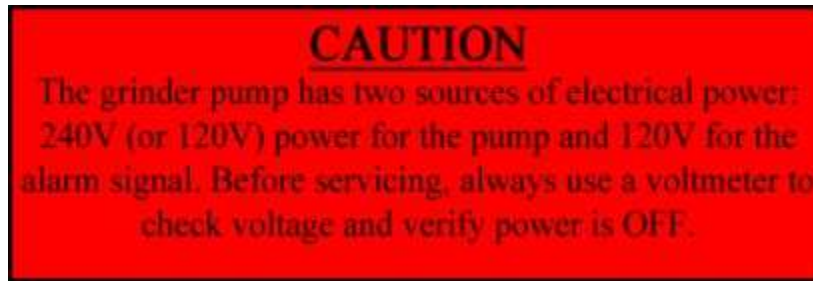 CAUTION
The grinder pump has two sources of electrical power:
240V (or 120V) power for the pump and 120V for the
alarm signal. Before servicing, always use a voltmeter to
check voltage and verify power is OFF.